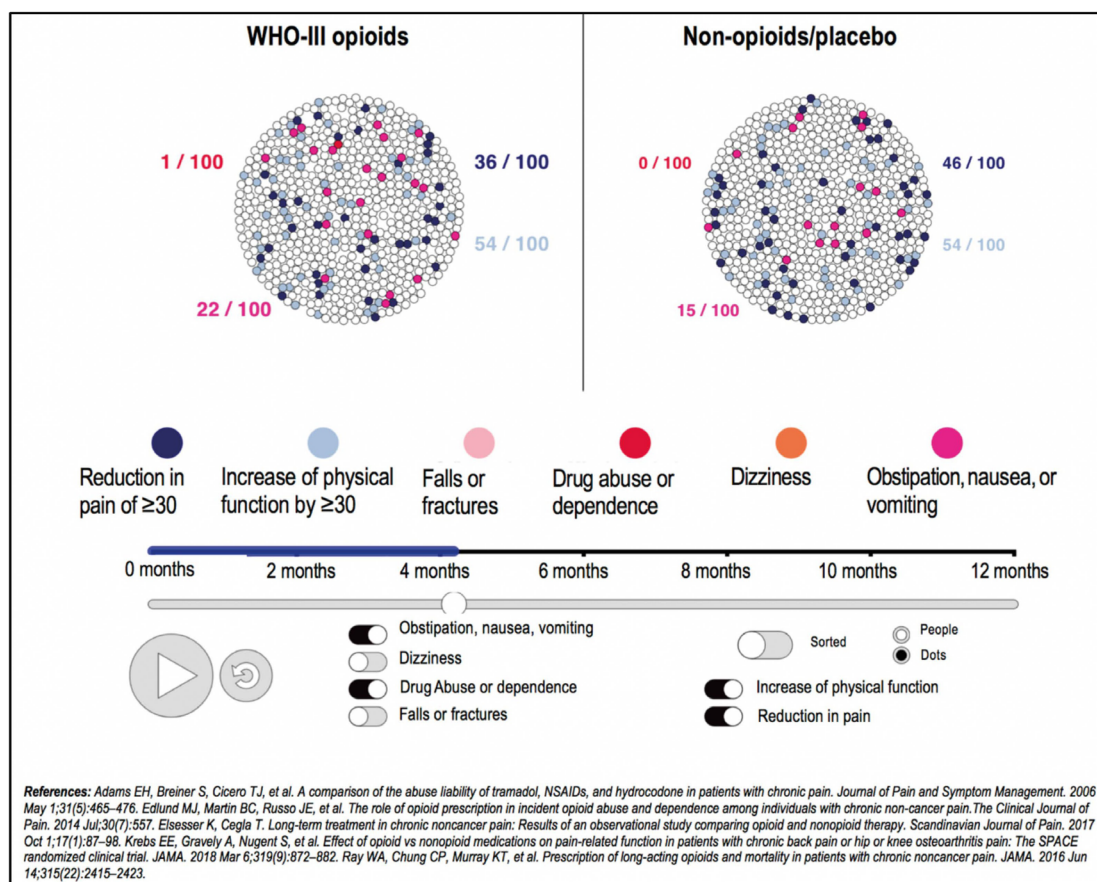 WHO-III opioids
Non-opioids/placebo
1 / 100
36 / 100
54 / 100
22 / 100
0 / 100
46 / 100
54 / 100
15 / 100
Reduction in
pain of ≥30
Increase of physical
function by ≥30
Falls or
fractures
Drug abuse or
dependence
Dizziness
Obstipation, nausea, or
vomiting
0 months
2 months
4 months
6 months
8 months
10 months
12 months
Obstipation, nausea, vomiting
Dizziness
Drug Abuse or dependence
Falls or fractures
Sorted
People
Dots
Increase of physical function
Reduction in pain
References: Adams EH, Breiner S, Cicero TJ, et al. A comparison of the abuse liability of tramadol, NSAIDs, and hydrocodone in patients with chronic pain. Journal of Pain and Symptom Management. 2006
May 1;31(5):465–476. Edlund MJ, Martin BC, Russo JE, et al. The role of opioid prescription in incident opioid abuse and dependence among individuals with chronic non-cancer pain.The Clinical Journal of
Pain. 2014 Jul;30(7):557. Elsesser K, Cegla T. Long-term treatment in chronic noncancer pain: Results of an observational study comparing opioid and nonopioid therapy. Scandinavian Journal of Pain. 2017
Oct 1;17(1):87–98. Krebs EE, Gravely A, Nugent S, et al. Effect of opioid vs nonopioid medications on pain-related function in patients with chronic back pain or hip or knee osteoarthritis pain: The SPACE
randomized clinical trial. JAMA. 2018 Mar 6;319(9):872–882. Ray WA, Chung CP, Murray KT, et al. Prescription of long-acting opioids and mortality in patients with chronic noncancer pain. JAMA. 2016 Jun
14;315(22):2415–2423.